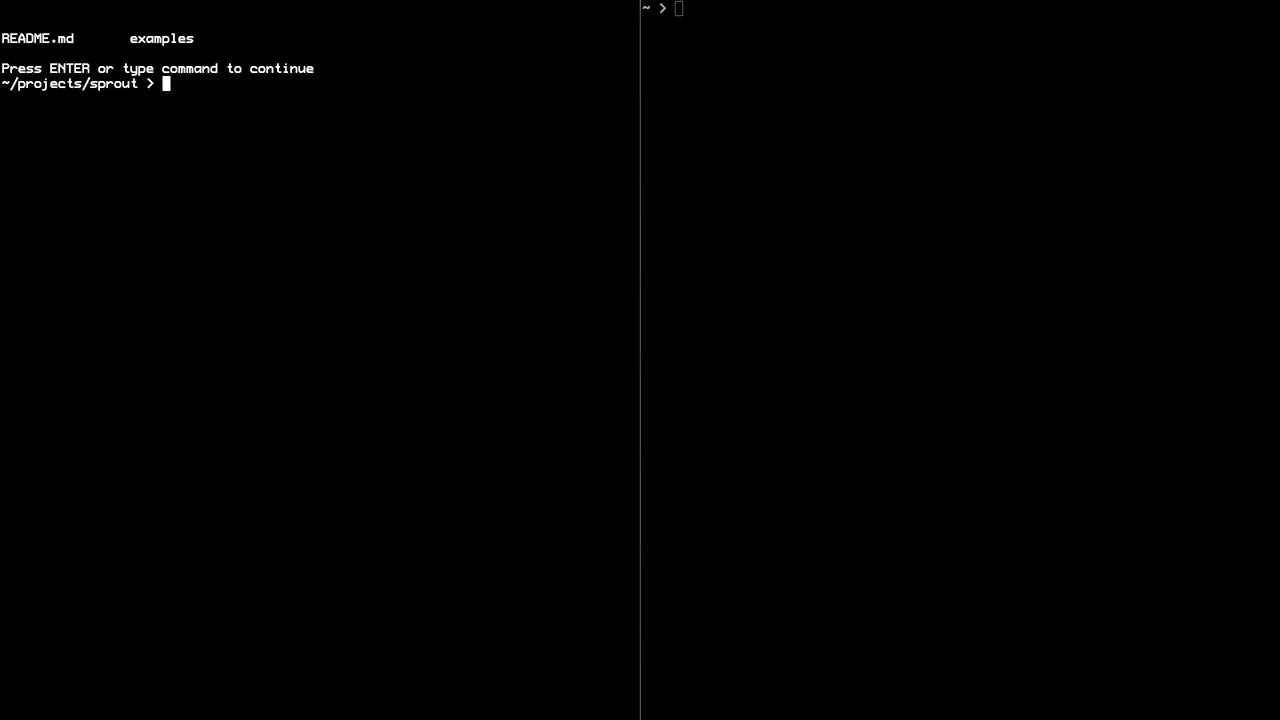 README.md       examples
Press ENTER or type command to continue
~/projects/sprout >
~ >